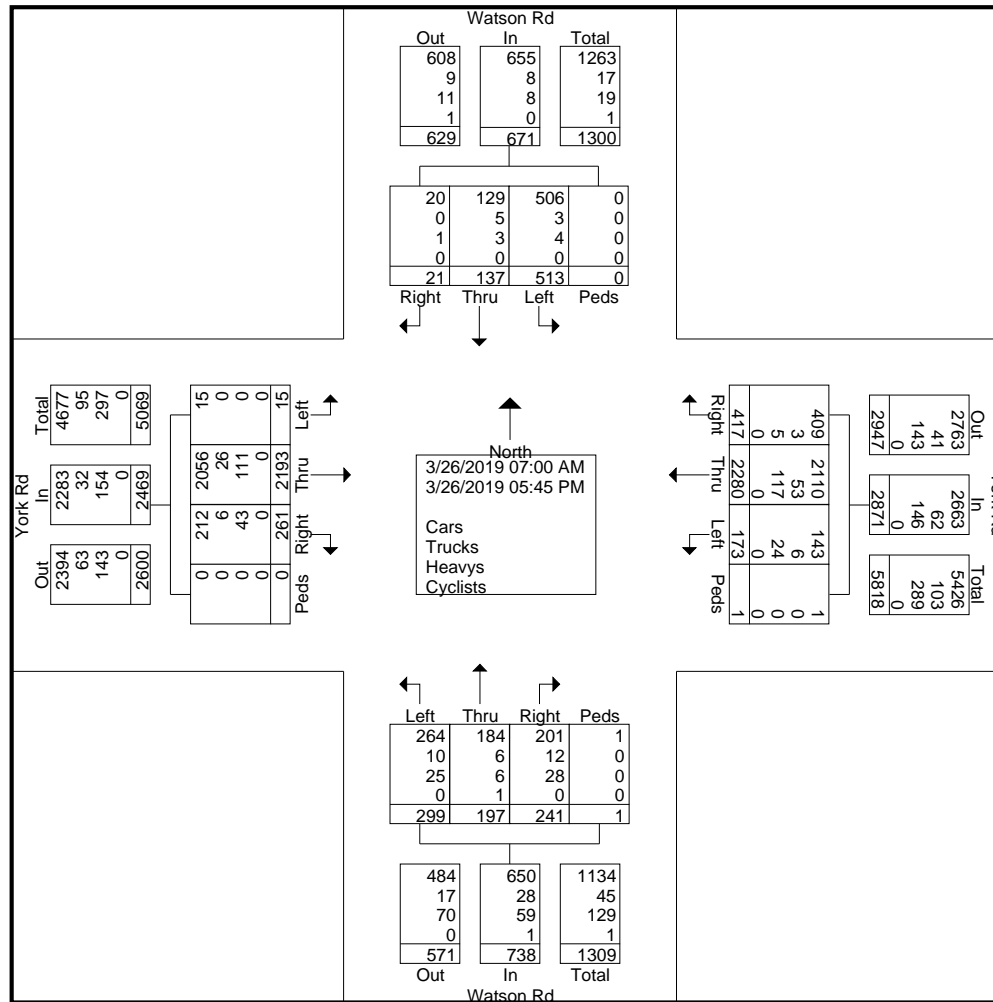 Watson Rd
Out In Total
608 655 1263
9 8 17
11 8 19
1 0 1
629 671 1300
20 129 506 0
0 5 3 0
1 3 4 0
0 0 0 0
21 137 513 0
Right Thru Left Peds
York Rd
Total
4677 95 297 0 5069
In
2283 32 154 0 2469
Out
2394 63 143 0 2600
15 0 0 0 15
Left
2056 26 111 0 2193
Thru
212 6 43 0 261
Right
0 0 0 0 0
Peds
North
3/26/2019 07:00 AM
3/26/2019 05:45 PM
Cars
Trucks
Heavys
Cyclists
Right
409 3 5 0 417
Thru
2110 53 117 0 2280
Left
143 6 24 0 173
Peds
1 0 0 0 1
Out
2763 41 143 0 2947
In
2663 62 146 0 2871
Total
5426 103 289 0 5818
Left Thru Right Peds
264 184 201 1
10 6 12 0
25 6 28 0
0 1 0 0
299 197 241 1
484 650 1134
17 28 45
70 59 129
0 1 1
571 738 1309
Out In Total
Watson Rd